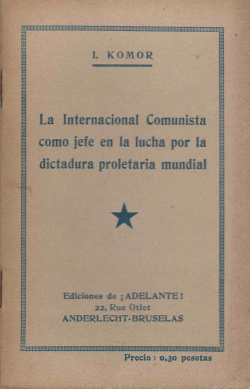 I. KOMOR
La Internacional Comunista
como jefe en la lucha por la
dictadura proletaria mundial
Ediciones de ¡ADELANTE!
22, Rue Otlet
ANDERLECHT-BRUSELAS
Precio: 0,30 pesetas